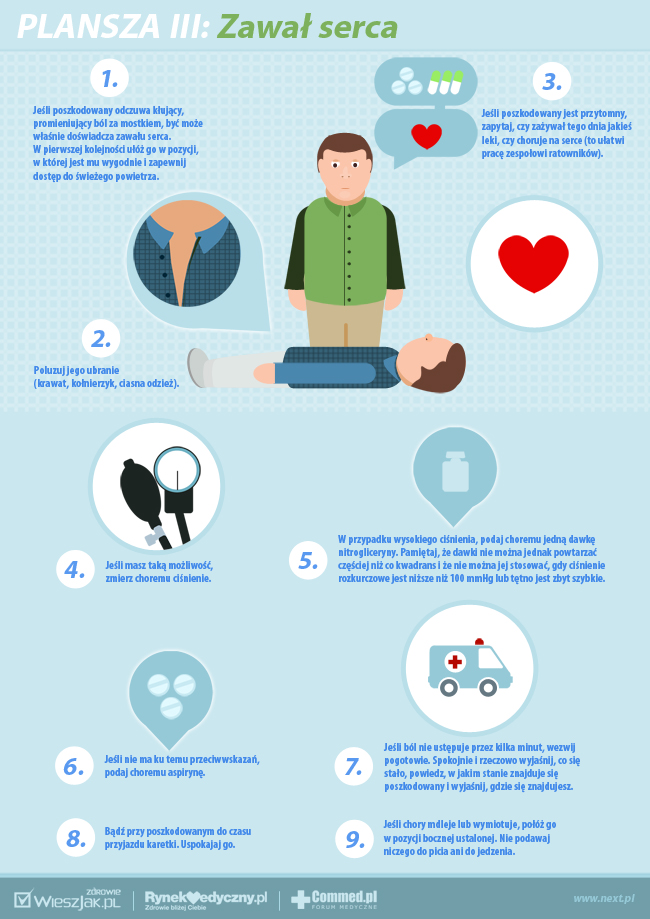 PLANSZA III: Zawał serca
1.
Jeśli poszkodowany odczuwa kłujący,
promieniujący ból za mostkiem, być może
właśnie doświadcza zawału serca.
W pierwszej kolejności ułóż go w pozycji,
w której jest mu wygodnie i zapewnij
dostęp do świeżego powietrza.
2.
Poluzuj jego ubranie
(krawat, kołnierzyk, ciasna odzież).
3.
Jeśli poszkodowany jest przytomny,
zapytaj, czy zażywał tego dnia jakieś
leki, czy choruje na serce (to ułatwi
pracę zespołowi ratowników).
4.
Jeśli masz taką możliwość,
zmierz choremu ciśnienie.
5.
W przypadku wysokiego ciśnienia, podaj choremu jedną dawkę
nitrogliceryny. Pamiętaj, że dawki nie można jednak powtarzać
częściej niż co kwadrans i że nie można jej stosować, gdy ciśnienie
rozkurczowe jest niższe niż 100 mmHg lub tętno jest zbyt szybkie.
6.
Jeśli nie ma ku temu przeciwwskazań,
podaj choremu aspirynę.
7.
Jeśli ból nie ustępuje przez kilka minut, wezwij
pogotowie. Spokojnie i rzeczowo wyjaśnij, co się
stało, powiedz, w jakim stanie znajduje się
poszkodowany i wyjaśnij, gdzie się znajdujesz.
8.
Bądź przy poszkodowanym do czasu
przyjazdu karetki. Uspokajaj go.
9.
Jeśli chory mdleje lub wymiotuje, połóż go
w pozycji bocznej ustalonej. Nie podawaj
niczego do picia ani do jedzenia.
ZDROWIE
WIESZJAK.PL
RynekMedyczny.pl
Zdrowie bliżej Ciebie
Commed.pl
FORUM MEDYCZNE
www.next.pl